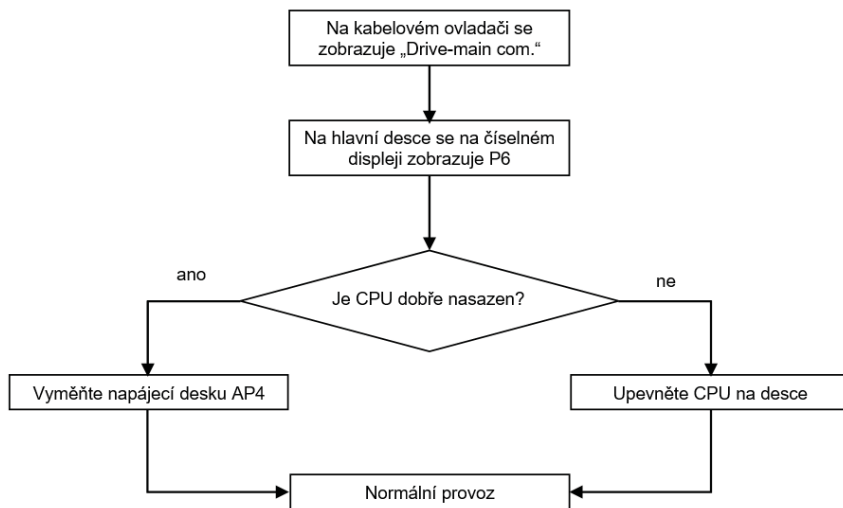 Na kabelovém ovladači se
zobrazuje „Drive-main com.“
Na hlavní desce se na číselném
displeji zobrazuje P6
ano
ne
Je CPU dobře nasazen?
Vyměňte napájecí desku AP4
Upevněte CPU na desce
Normální provoz